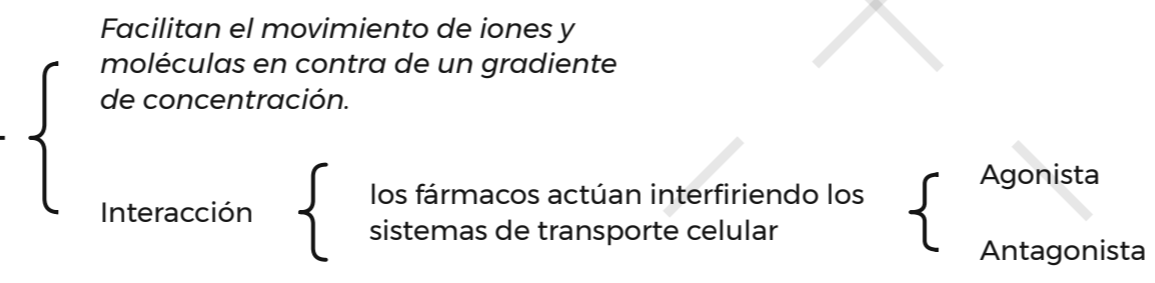 Facilitan el movimiento de iones y
moléculas en contra de un gradiente
de concentración.
Interacción
los fármacos actúan interfiriendo los
sistemas de transporte celular
Agonista
Antagonista